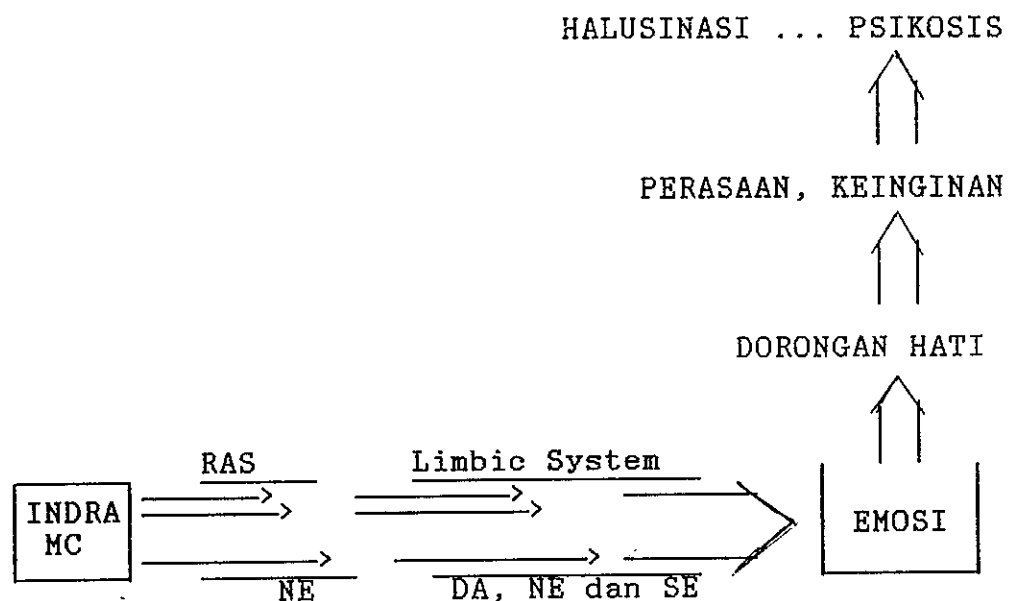 HALUSINASI ... PSIKOSIS
PERASAAN, KEINGINAN
DORONGAN HATI
RAS
Limbic System
INDRA
MC
EMOSI
NE
DA, NE dan SE